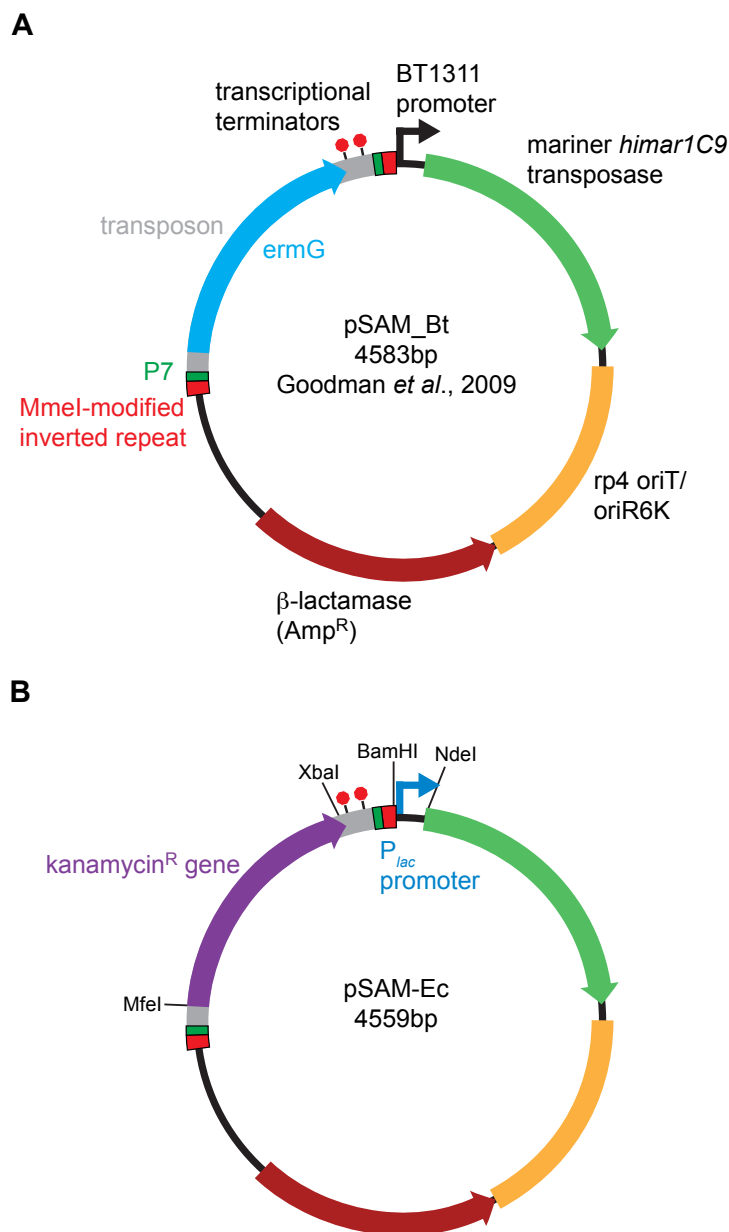 A
BT1311
promoter
transcriptional
terminators
mariner himar1C9
transposase
transposon
ermG
pSAM_Bt
4583bp
Goodman et al., 2009
P7
MmeI-modified
inverted repeat
rp4 oriT/
oriR6K
β-lactamase
(AmpR)
B
BamHI
NdeI
XbaI
kanamycinR gene
Plac
promoter
MfeI
pSAM-Ec
4559bp